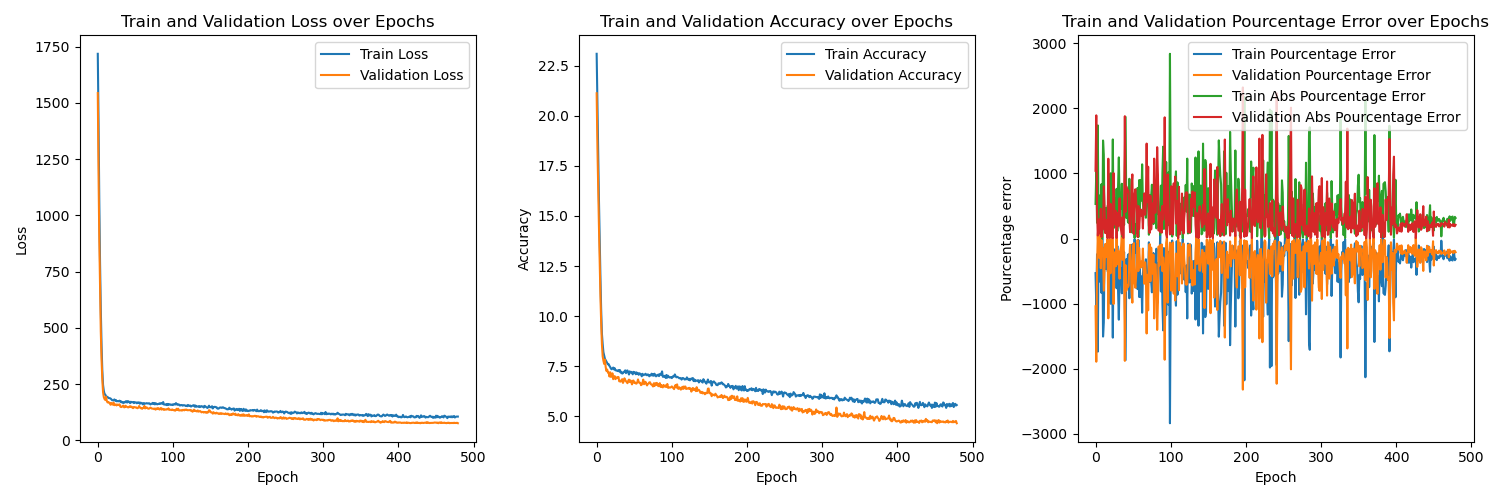 Train and Validation Loss over Epochs
Train Loss
Validation Loss
1750
1500
1250
1000
750
500
250
0
Loss
0 100 200 300 400 500
Epoch
Train and Validation Accuracy over Epochs
Train Accuracy
Validation Accuracy
22.5
20.0
17.5
15.0
12.5
10.0
7.5
5.0
Accuracy
0 100 200 300 400 500
Epoch
Train and Validation Pourcentage Error over Epochs
Train Pourcentage Error
Validation Pourcentage Error
Train Abs Pourcentage Error
Validation Abs Pourcentage Error
3000
2000
1000
0
−1000
−2000
−3000
Pourcentage error
0 100 200 300 400 500
Epoch